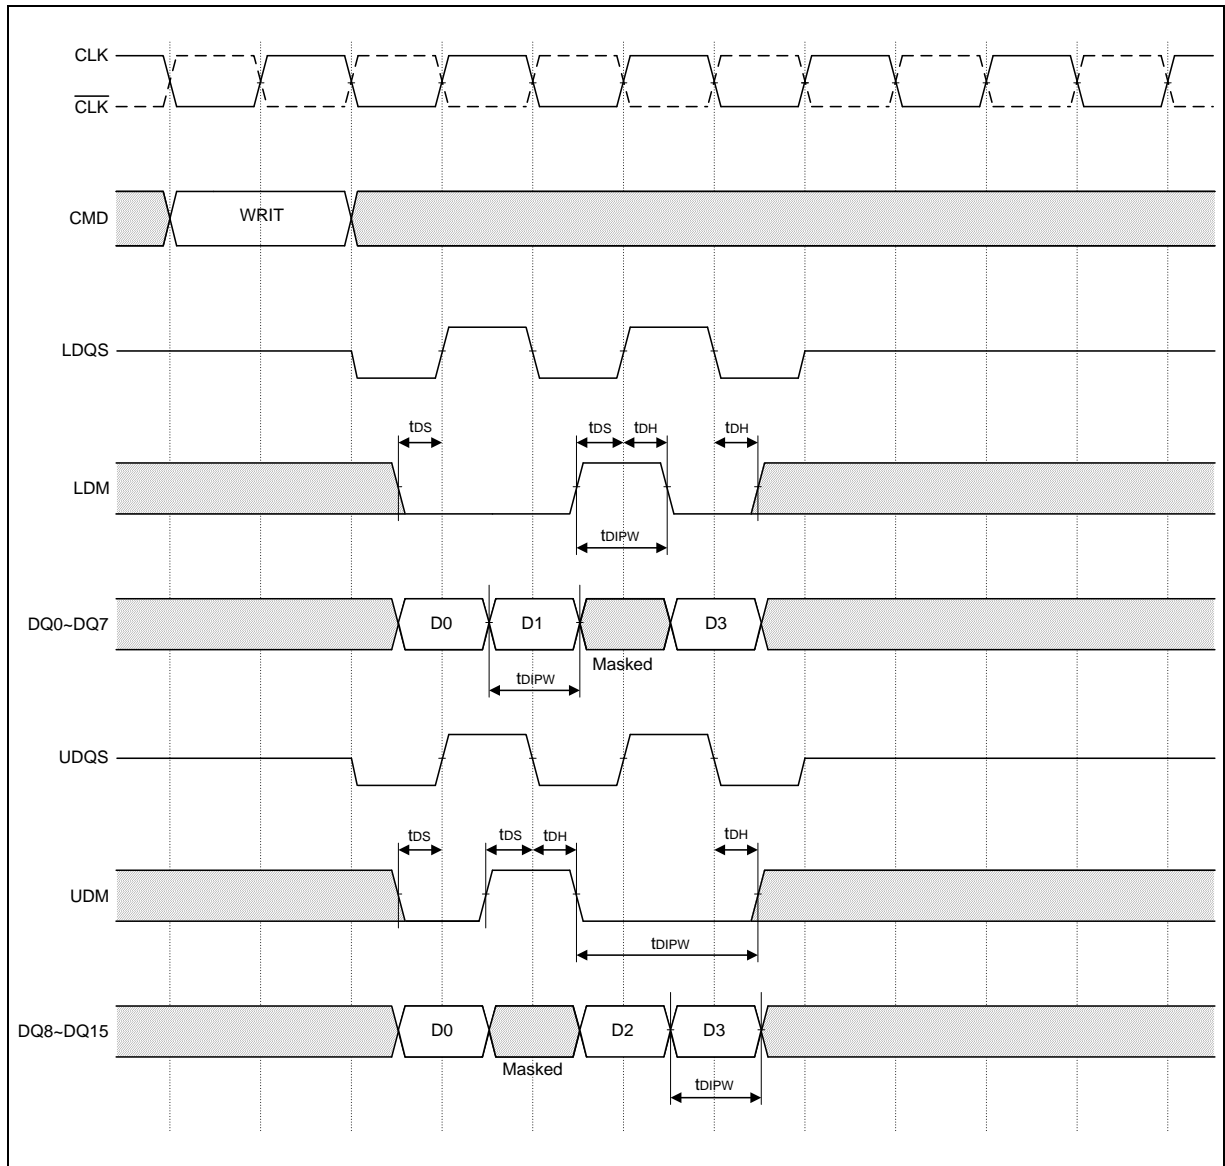 CLK
CLK
CMD
WRIT
LDQS
tDS
tDS
tDH
tDH
LDM
tDIPW
DQ0~DQ7
D0
D1
D3
Masked
tDIPW
UDQS
tDS
tDS
tDH
tDH
UDM
tDIPW
DQ8~DQ15
D0
D2
D3
Masked
tDIPW